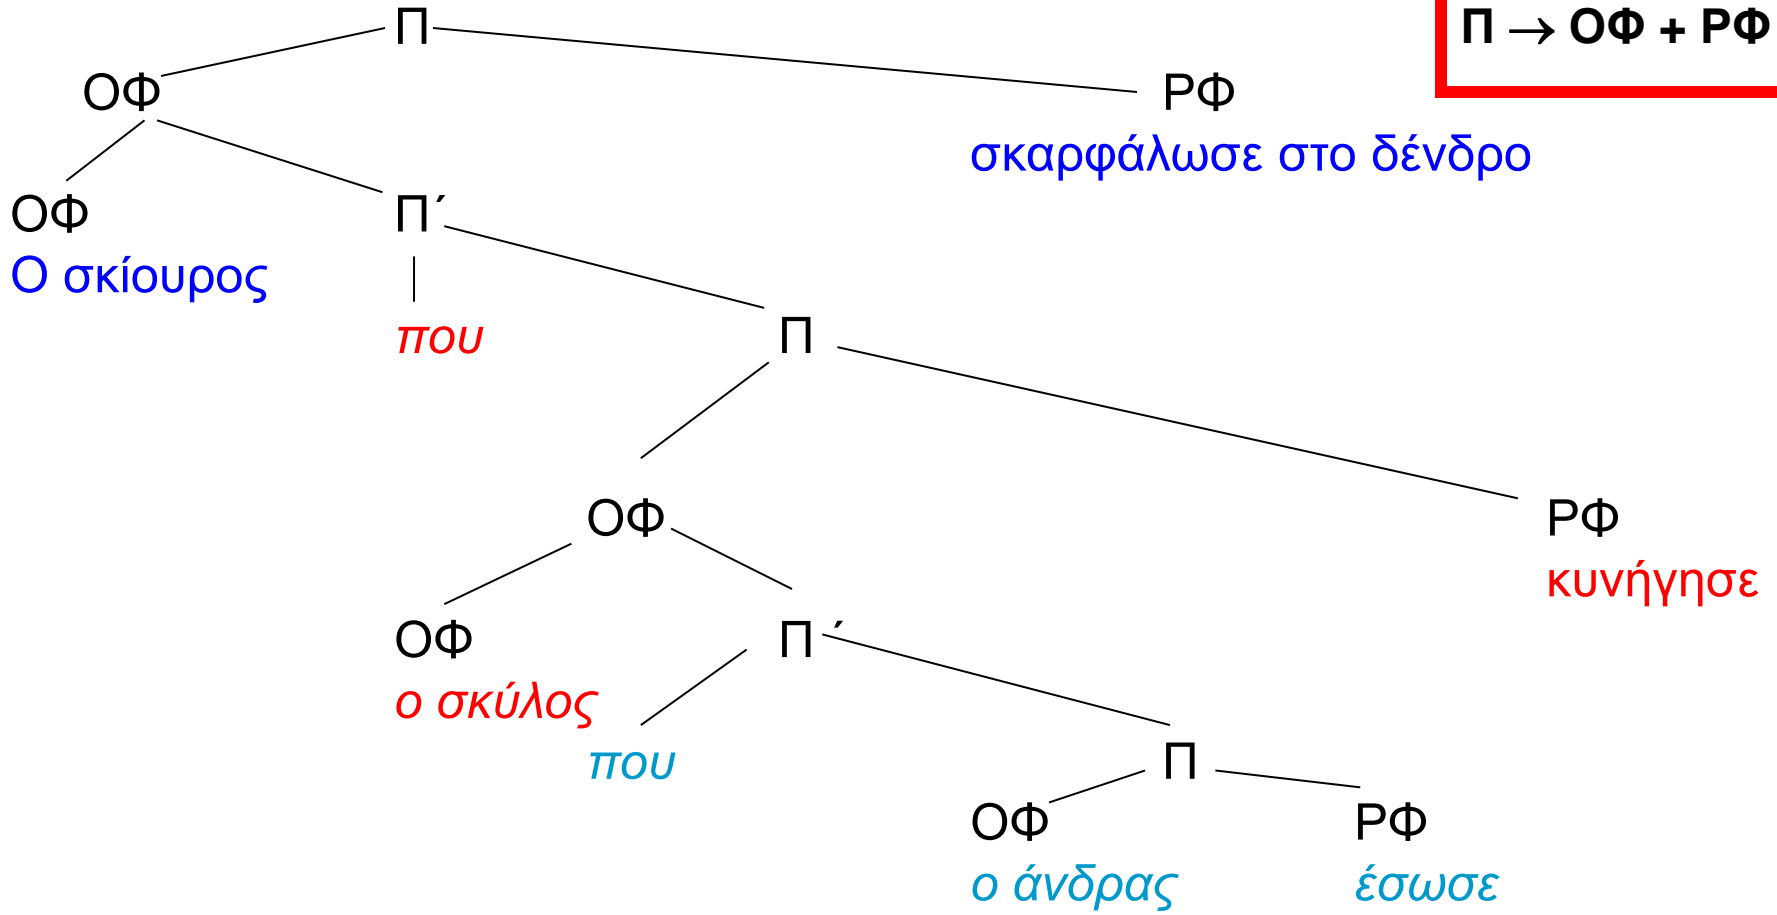 Π → ΟΦ + ΡΦ
Π
ΟΦ ΡΦ
σκαρφάλωσε στο δένδρο
ΟΦ Π΄
Ο σκίουρος
που
Π
ΟΦ ΡΦ
κυνήγησε
ΟΦ Π ΄
ο σκύλος
που Π
ΟΦ ΡΦ
ο άνδρας έσωσε